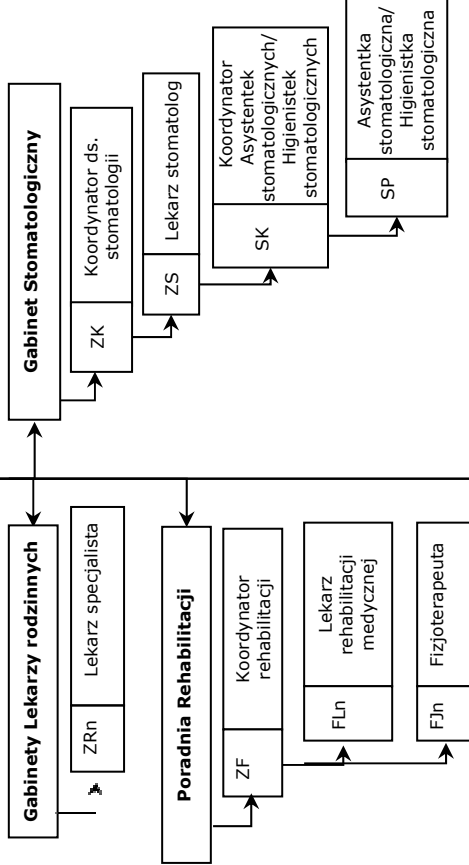 Gabinety Lekarzy rodzinnych
ZRn
Lekarz specjalista
Poradnia Rehabilitacji
ZF
Koordynator
rehabilitacji
FLn
Lekarz
rehabilitacji
medycznej
FJn
Fizjoterapeuta
Gabinet Stomatologiczny
ZK
Koordynator ds.
stomatologii
ZS
Lekarz stomatolog
SK
Koordynator
Asystentek
stomatologicznych/
Higienistek
stomatologicznych
SP
Asystentka
stomatologiczna/
Higienistka
stomatologiczna